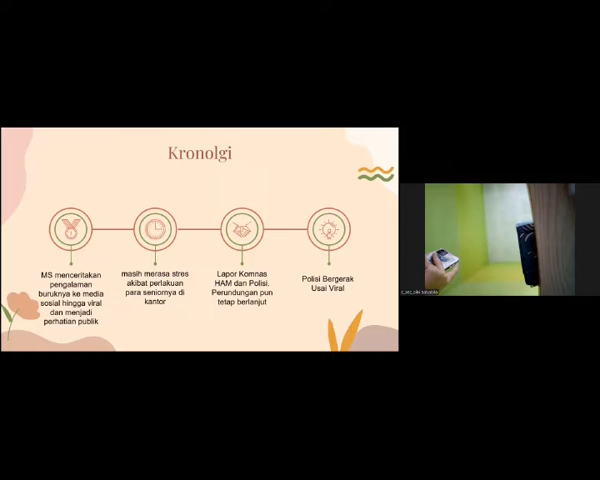 Kronolgi
MS menceritakan
pengalaman
buruknya ke media
sosial hingga viral
dan menjadi
perhatian publik
masih merasa stres
akibat perlakuan
para seniornya di
kantor
Lapor Komnas
HAM dan Polisi.
Perundungan pun
tetap berlanjut
Polisi Bergerak
Usai Viral